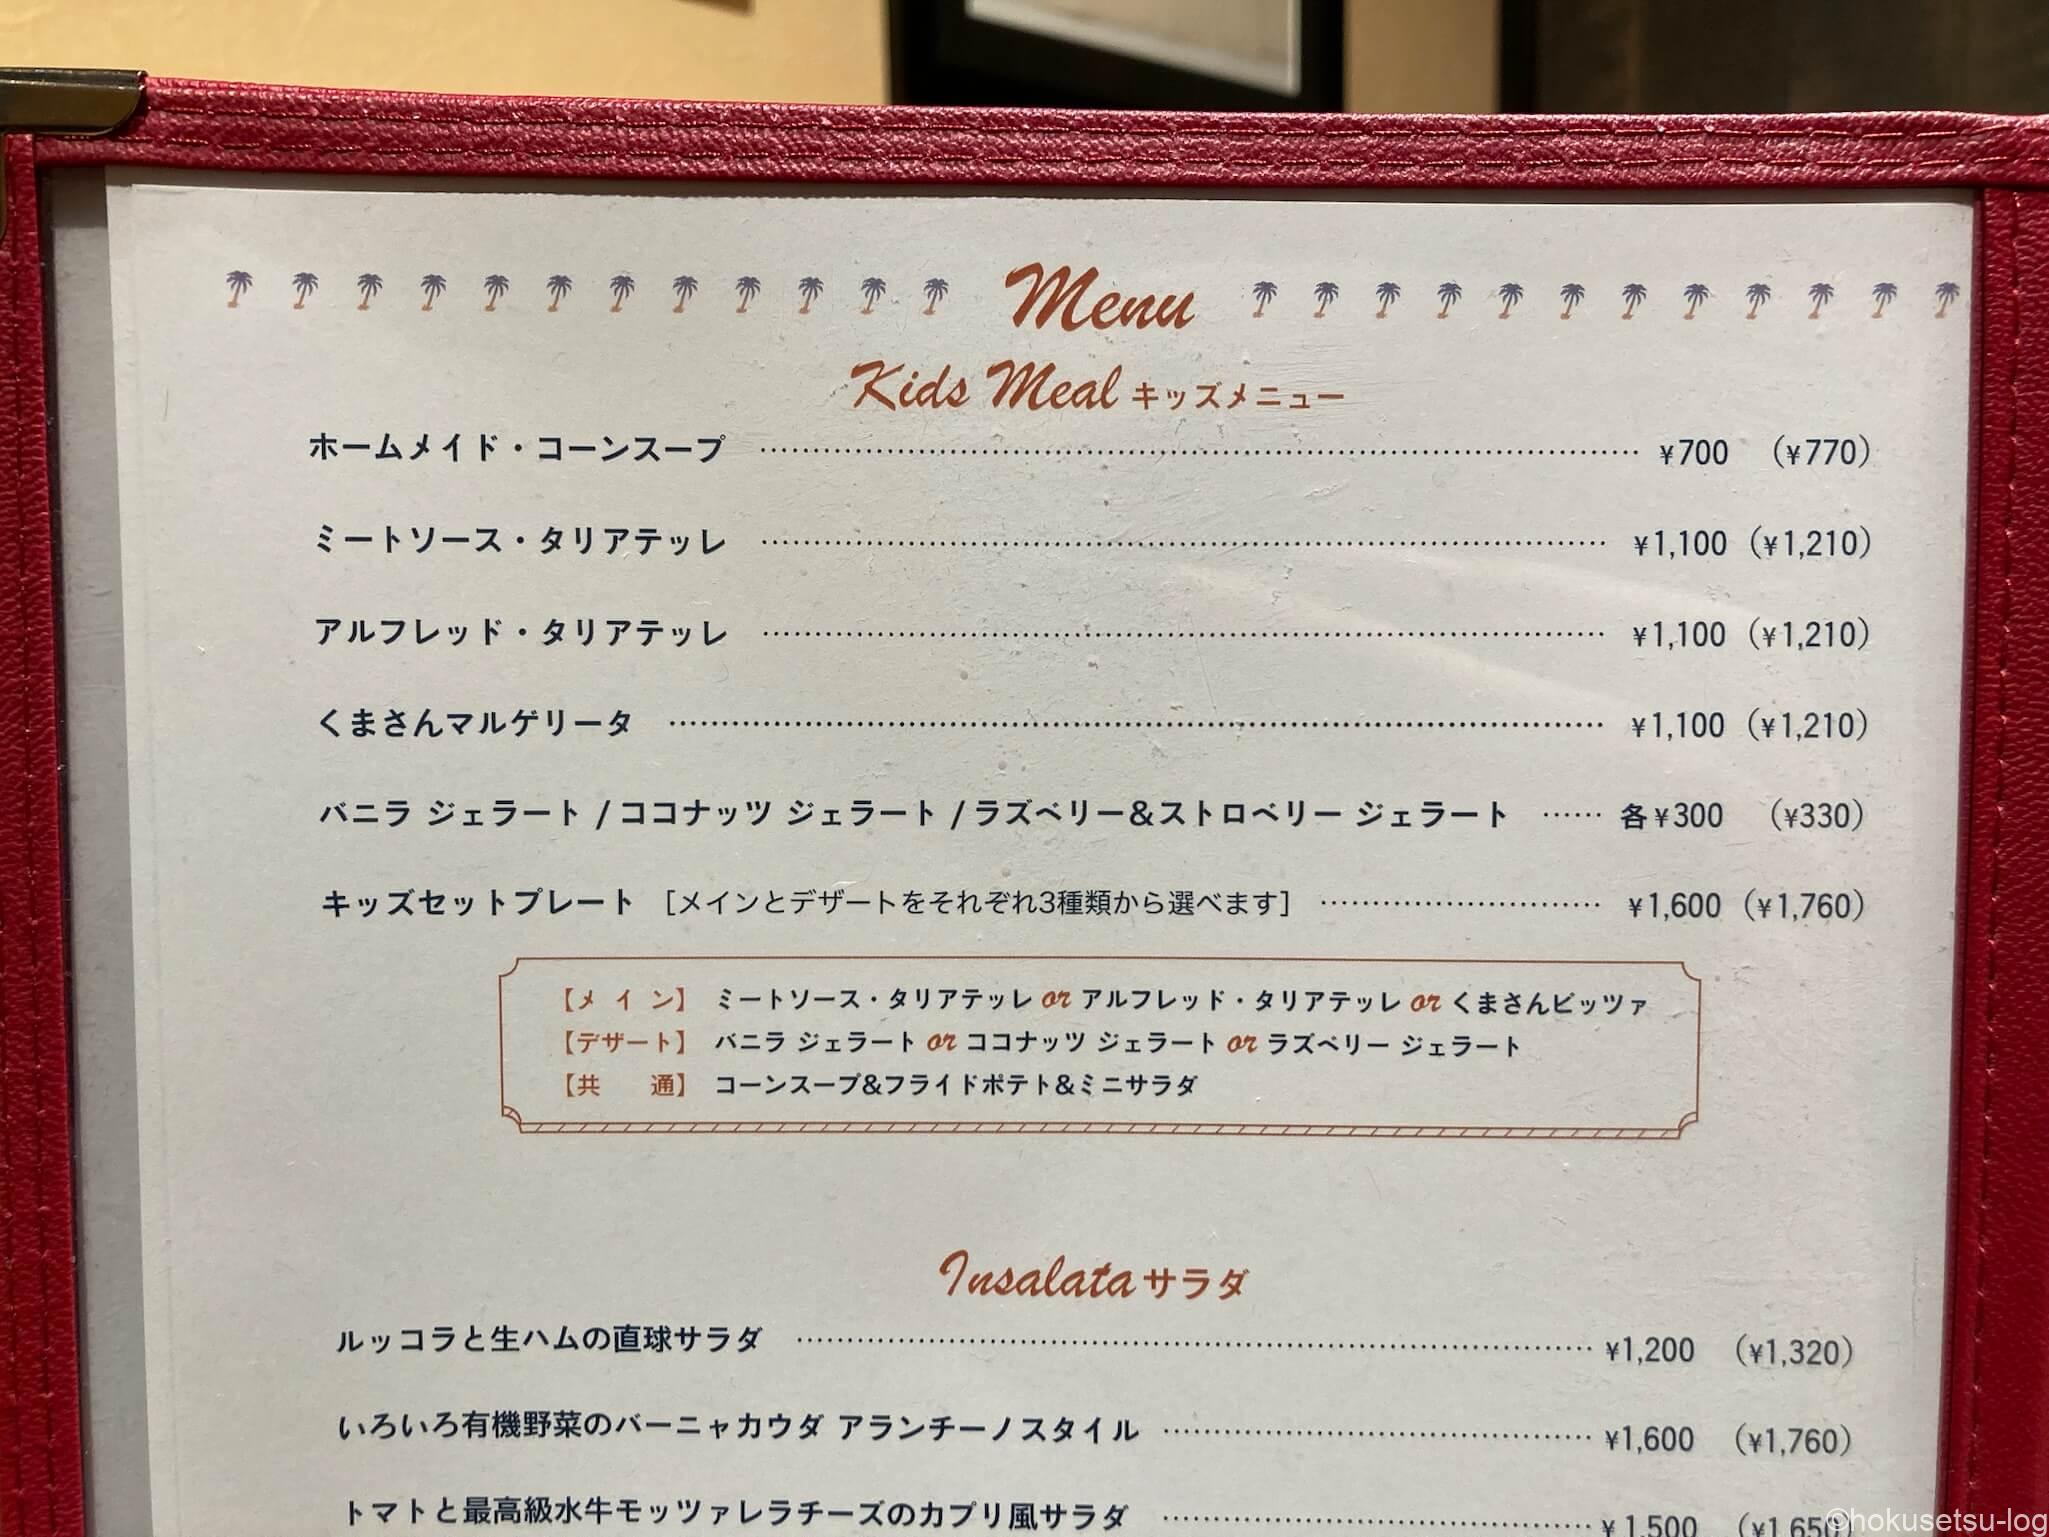 Menu
Kids Meal キッズメニュー
ホームメイド・コーンスープ ¥700 (¥770)
ミートソース・タリアテッレ ¥1,100 (¥1,210)
アルフレッド・タリアテッレ ¥1,100 (¥1,210)
くまさんマルゲリータ ¥1,100 (¥1,210)
バニラ ジェラート / ココナッツ ジェラート / ラズベリー&ストロベリー ジェラート 各¥300 (¥330)
キッズセットプレート [メインとデザートをそれぞれ3種類から選べます] ¥1,600 (¥1,760)
【メイン】 ミートソース・タリアテッレ or アルフレッド・タリアテッレ or くまさんピッツァ
【デザート】 バニラ ジェラート or ココナッツ ジェラート or ラズベリー ジェラート
【共通】 コーンスープ&フライドポテト&ミニサラダ
Insalata サラダ
ルッコラと生ハムの直球サラダ ¥1,200 (¥1,320)
いろいろ有機野菜のバーニャカウダ アランチーノスタイル ¥1,600 (¥1,760)
トマトと最高級水牛モッツァレラチーズのカプリ風サラダ ¥1,500 (¥1,650
©hokusetsu-log